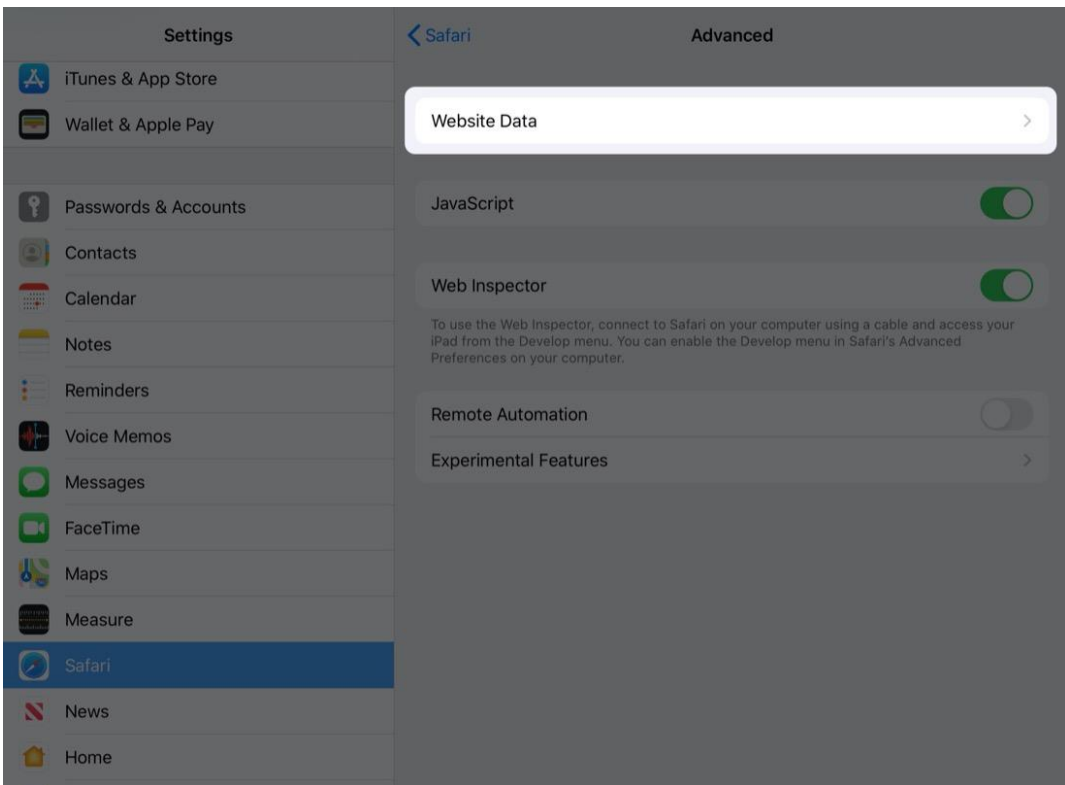 Settings
iTunes & App Store
Wallet & Apple Pay
Passwords & Accounts
Contacts
Calendar
Notes
Reminders
Voice Memos
Messages
FaceTime
Maps
Measure
Safari
News
Home
Safari
Advanced
Website Data
JavaScript
Web Inspector
To use the Web Inspector, connect to Safari on your computer using a cable and access your
iPad from the Develop menu. You can enable the Develop menu in Safari's Advanced
Preferences on your computer.
Remote Automation
Experimental Features